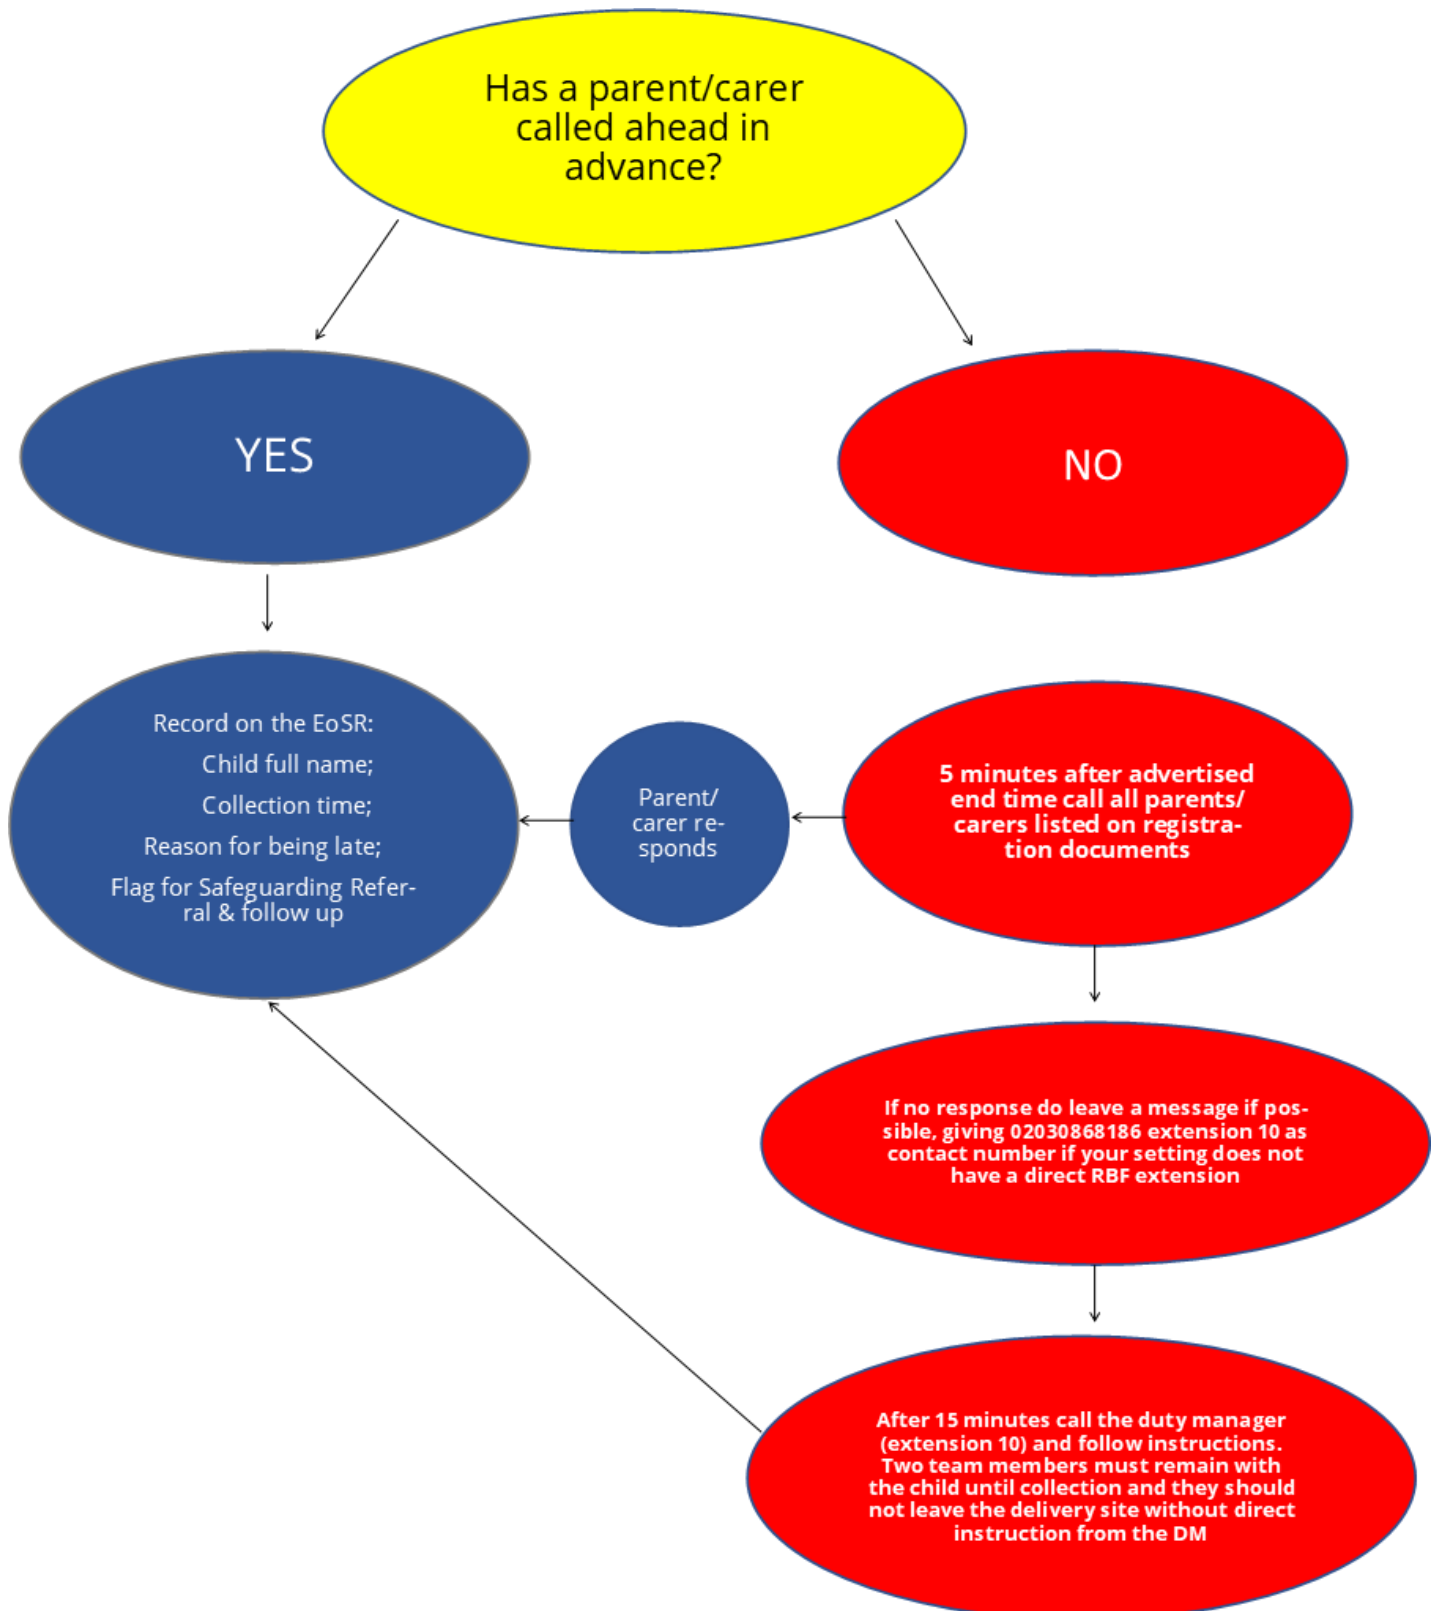 Has a parent/carer
called ahead in
advance?
YES
NO
Record on the EoSR:
Child full name;
Collection time;
Reason for being late;
Flag for Safeguarding Refer-
ral & follow up
Parent/
carer re-
sponds
5 minutes after advertised
end time call all parents/
carers listed on registra-
tion documents
If no response do leave a message if pos-
sible, giving 02030868186 extension 10 as
contact number if your setting does not
have a direct RBF extension
After 15 minutes call the duty manager
(extension 10) and follow instructions.
Two team members must remain with
the child until collection and they should
not leave the delivery site without direct
instruction from the DM